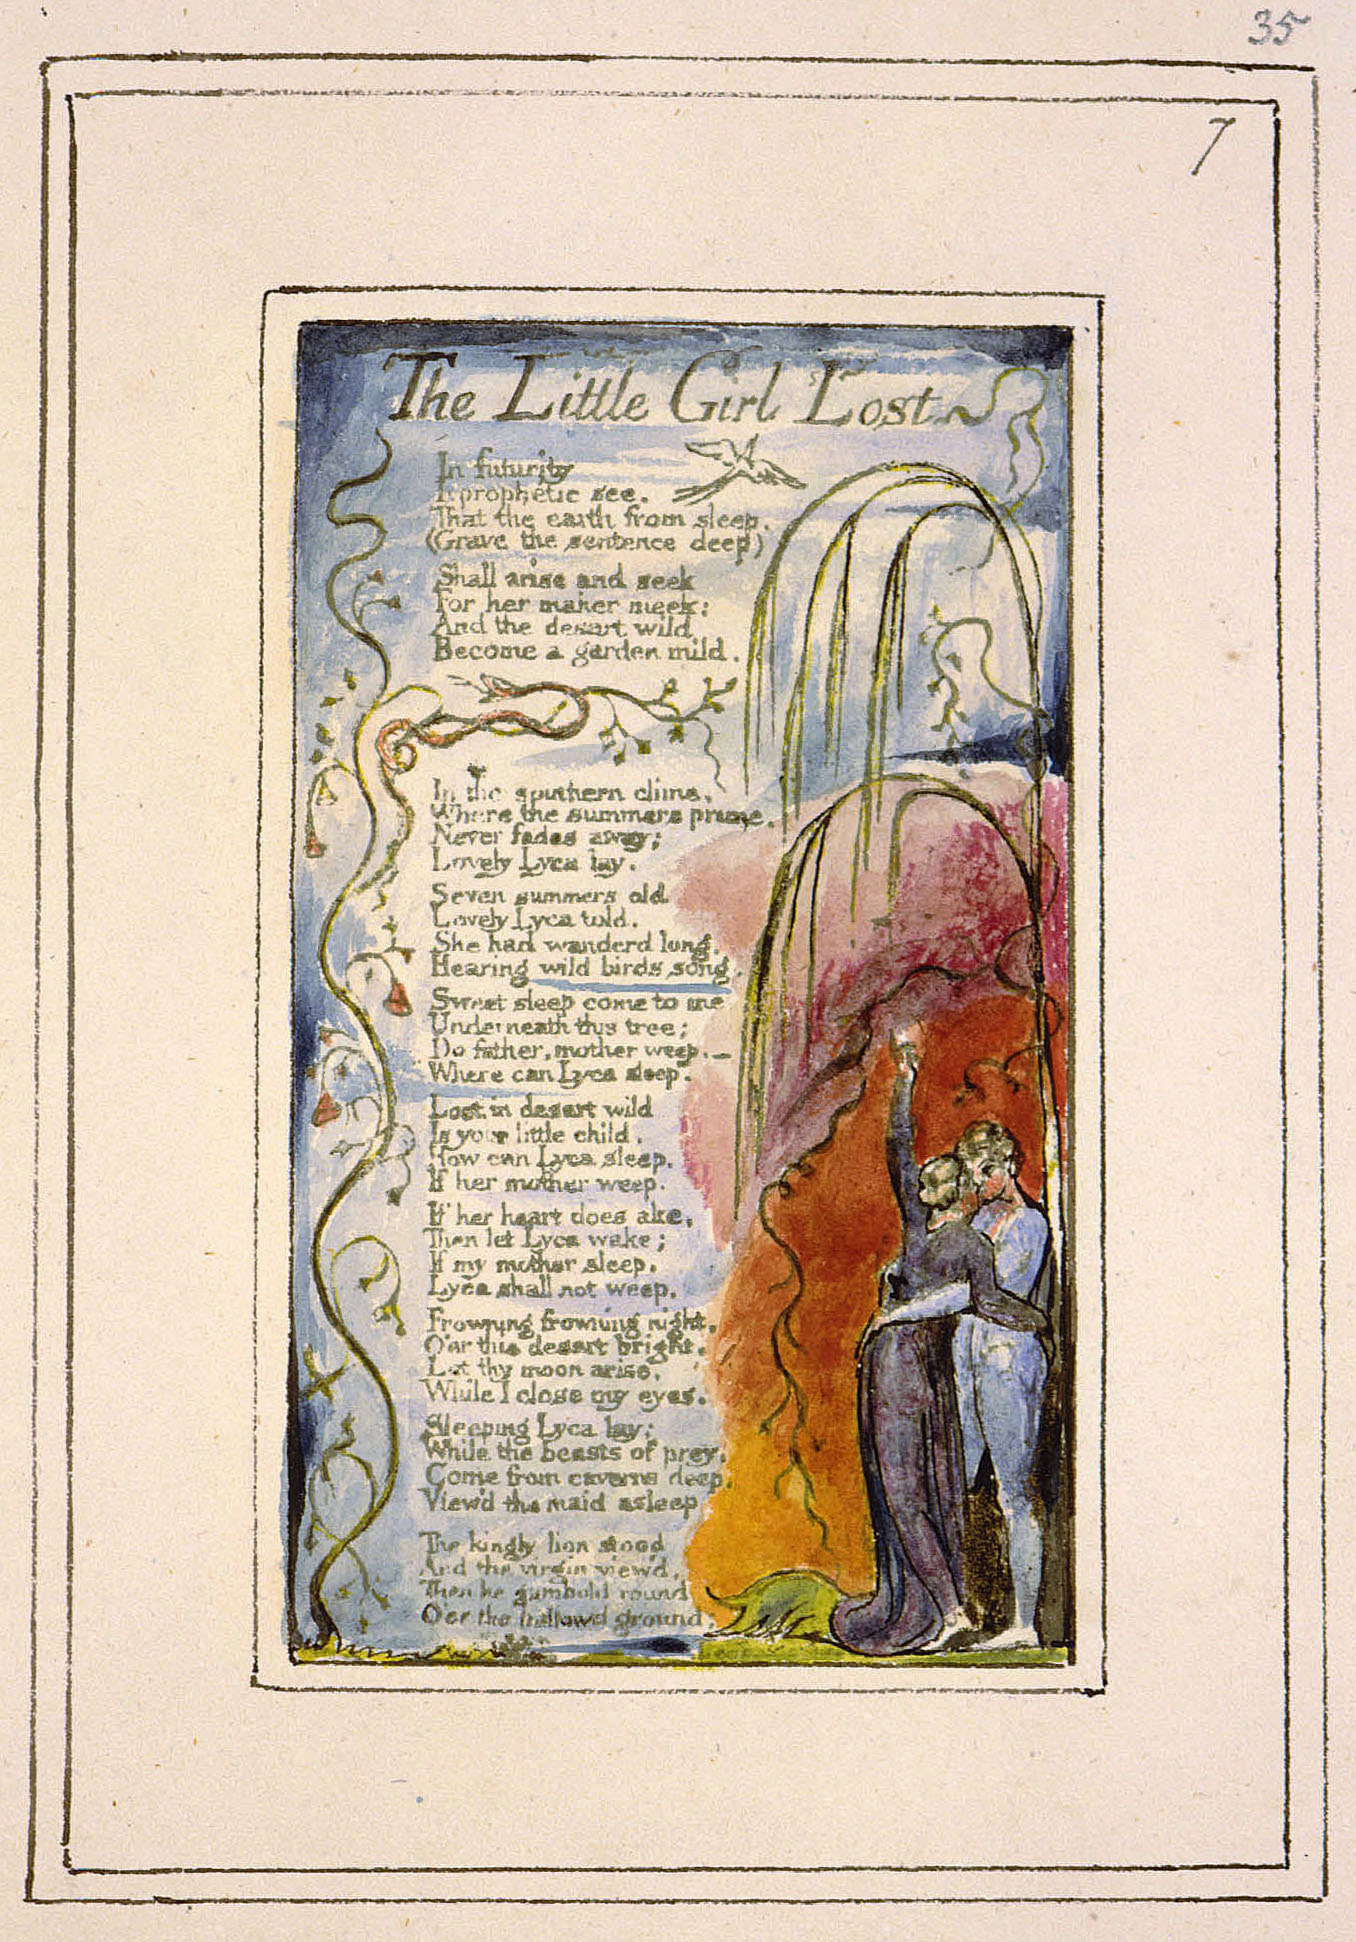 35
7
The Little Girl Lost
In futurity
I prophetic see.
That the earth from sleep.
(Grave the sentence deep)
Shall arise and seek
For her maker meek:
And the desart wild
Become a garden mild.
In the southern clime,
Where the summers prime,
Never fades away;
Lovely Lyca lay.
Seven summers old
Lovely Lyca told.
She had wanderd long.
Hearing wild birds song.
Sweet sleep come to me
Underneath this tree;
Do father, mother weep.—
Where can Lyca sleep.
Lost in desart wild
Is your little child.
How can Lyca sleep.
If her mother weep.
If her heart does ake,
Then let Lyca wake;
If my mother sleep,
Lyca shall not weep.
Frowning frowning night,
O'er this desart bright,
Let thy moon arise,
While I close my eyes.
Sleeping Lyca lay;
While the beasts of prey,
Come from caverns deep,
View'd the maid asleep
The kingly lion stood
And the virgin view'd,
Then he gambold round
O'er the hallowd ground;